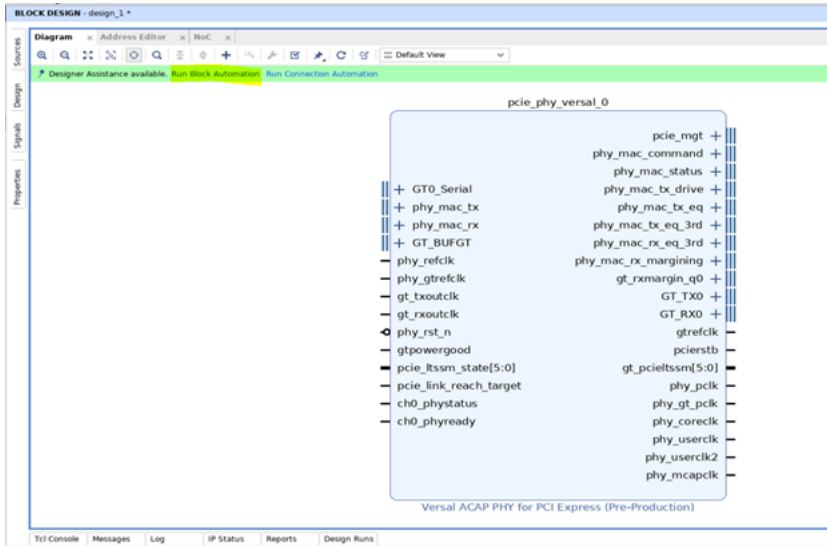 BLOCK DESIGN - design_1 *
Diagram x Address Editor x NoC x
Default View
Designer Assistance available. Run Block Automation Run Connection Automation
Sources
Design
Signals
Properties
pcie_phy_versal_0
GT0_Serial
phy_mac_tx
phy_mac_rx
GT_BUFGT
phy_refclk
phy_gtrefclk
gt_txoutclk
gt_rxoutclk
phy_rst_n
gtpowergood
pcie_ltssm_state[5:0]
pcie_link_reach_target
ch0_phystatus
ch0_phyready
pcie_mgt
phy_mac_command
phy_mac_status
phy_mac_tx_drive
phy_mac_tx_eq
phy_mac_tx_eq_3rd
phy_mac_rx_eq_3rd
phy_mac_rx_margining
gt_rxmargin_q0
GT_TX0
GT_RX0
gtrefclk
pcierstb
gt_pcieltssm[5:0]
phy_pclk
phy_gt_pclk
phy_coreclk
phy_userclk
phy_userclk2
phy_mcapclk
Versal ACAP PHY for PCI Express (Pre-Production)
Tcl Console Messages Log IP Status Reports Design Runs